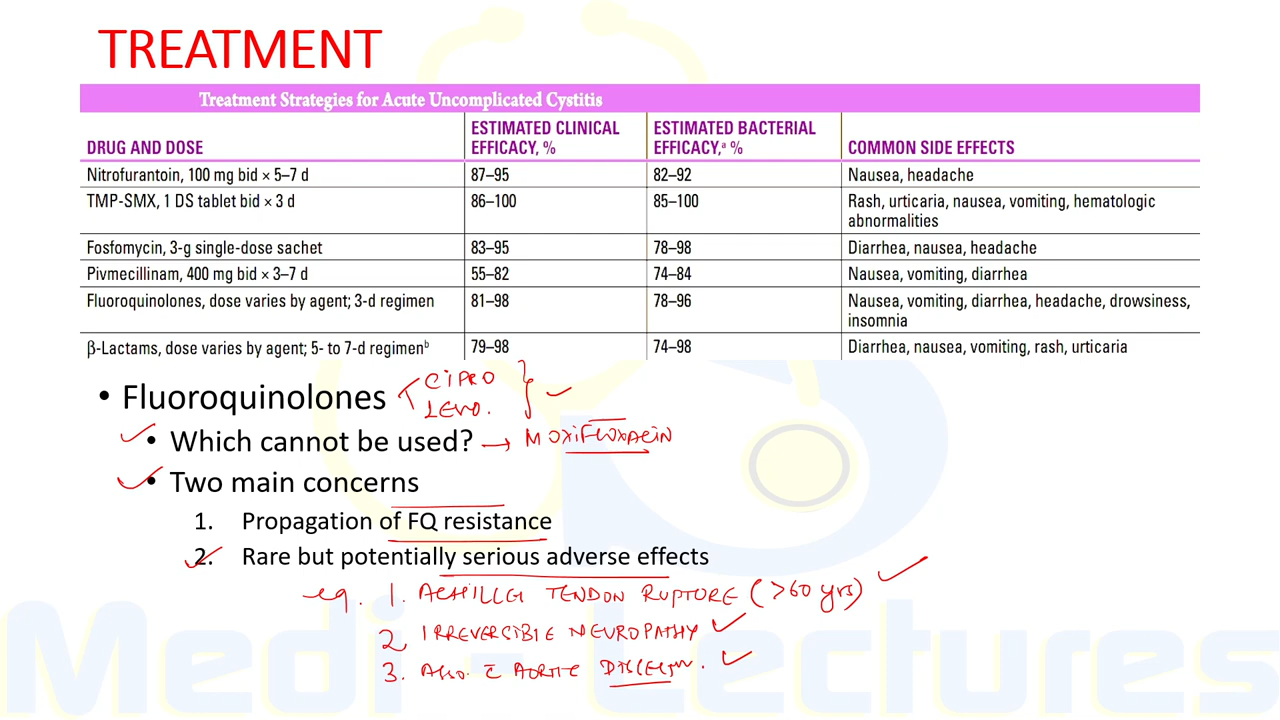 TREATMENT
Treatment Strategies for Acute Uncomplicated Cystitis
DRUG AND DOSE ESTIMATED CLINICAL EFFICACY, % ESTIMATED BACTERIAL EFFICACY,ᵃ % COMMON SIDE EFFECTS
Nitrofurantoin, 100 mg bid × 5–7 d 87–95 82–92 Nausea, headache
TMP-SMX, 1 DS tablet bid × 3 d 86–100 85–100 Rash, urticaria, nausea, vomiting, hematologic
abnormalities
Fosfomycin, 3-g single-dose sachet 83–95 78–98 Diarrhea, nausea, headache
Pivmecillinam, 400 mg bid × 3–7 d 55–82 74–84 Nausea, vomiting, diarrhea
Fluoroquinolones, dose varies by agent; 3-d regimen 81–98 78–96 Nausea, vomiting, diarrhea, headache, drowsiness,
insomnia
β-Lactams, dose varies by agent; 5- to 7-d regimenᵇ 79–98 74–98 Diarrhea, nausea, vomiting, rash, urticaria
• Fluoroquinolones CIPRO
LEVO.
• Which cannot be used? → MOXIFLOXACIN
• Two main concerns
1. Propagation of FQ resistance
2. Rare but potentially serious adverse effects
eg. 1. ACHILLES TENDON RUPTURE (>60 yrs)
2. IRREVERSIBLE NEUROPATHY
3. ASSO. c̄ AORTIC DISSECTION.
Medi - Lectures